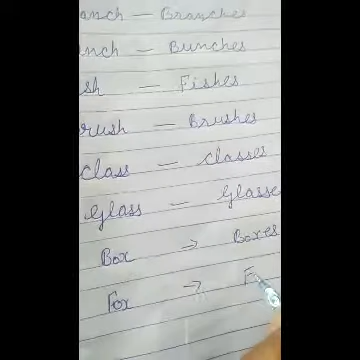 anch — Branches
nch — Bunches
sh — Fishes
rush — Brushes
class — classes
Glass — Glasse
Box → Boxes
Fox → F